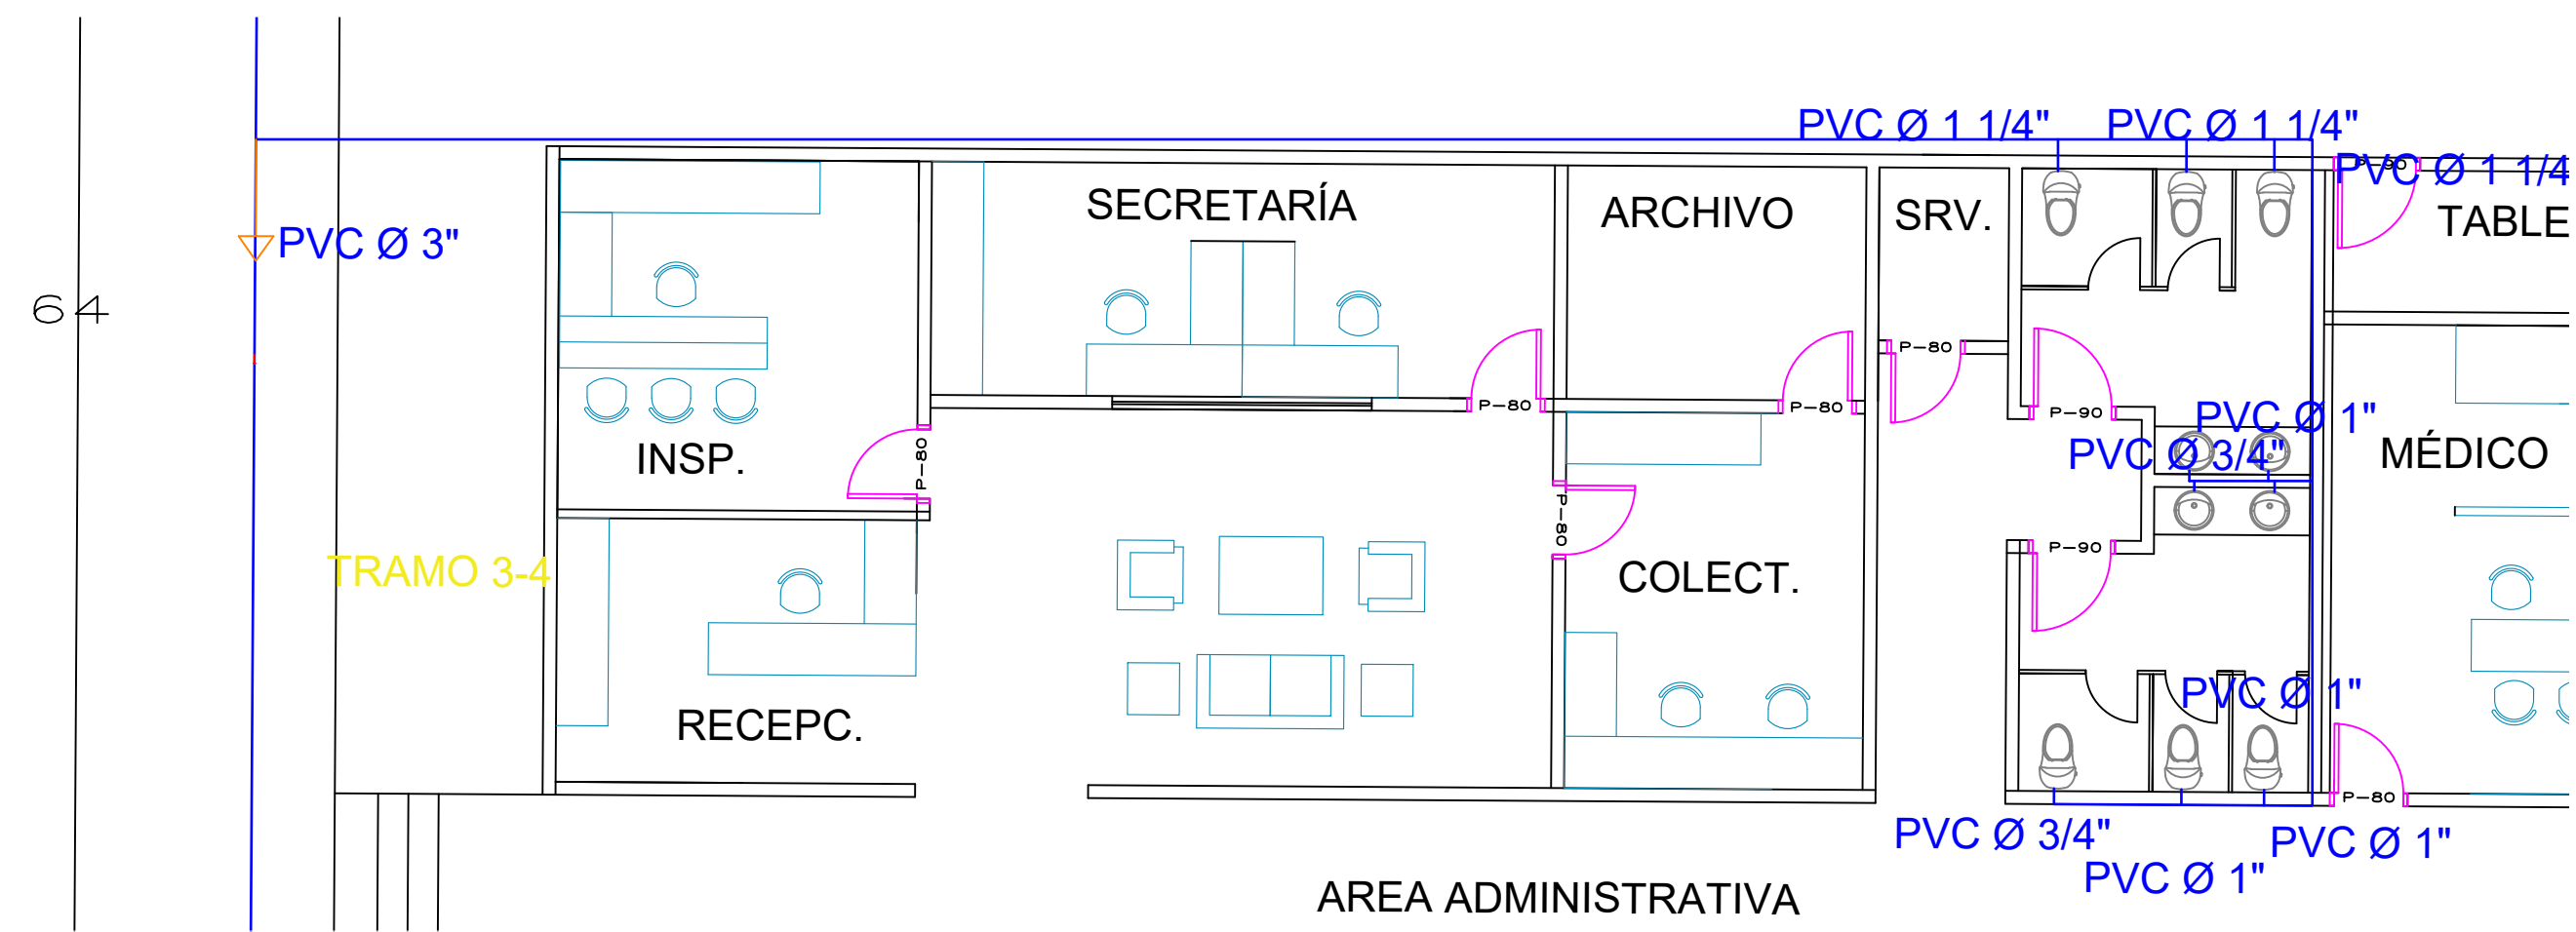 PVC Ø 1 1/4"
PVC Ø 1 1/4"
P-90
PVC Ø 1 1/4
SECRETARÍA
ARCHIVO
SRV.
TABLE
PVC Ø 3"
64
P-80
P-80
P-80
P-90
PVC Ø 1"
INSP.
P-80
PVC Ø 3/4"
MÉDICO
P-80
P-90
TRAMO 3-4
COLECT.
PVC Ø 1"
RECEPC.
P-80
PVC Ø 3/4"
PVC Ø 1"
PVC Ø 1"
AREA ADMINISTRATIVA